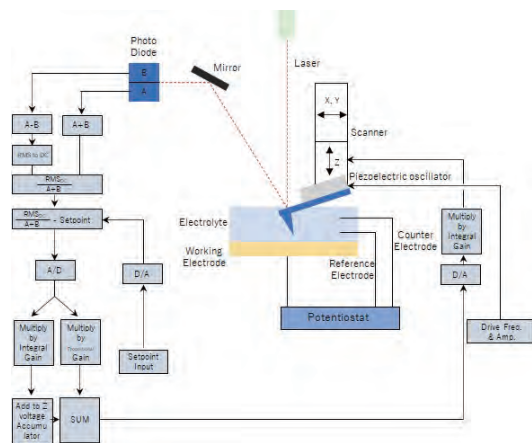 Photo
Diode
B
A
Mirror
Laser
X, Y
Scanner
Z
Piezoelectric oscillator
A-B
A+B
RMS to DC
RMS
A+B
RMS
A+B
- Setpoint
A/D
D/A
Multiply
by
Integral
Gain
Multiply
by
Gain
Setpoint
Input
Add to Z
voltage
Accumu
lator
SUM
Electrolyte
Working
Electrode
Reference
Electrode
Counter
Electrode
Potentiostat
Multiply by
Integral
Gain
D/A
Drive Freq.
& Amp.